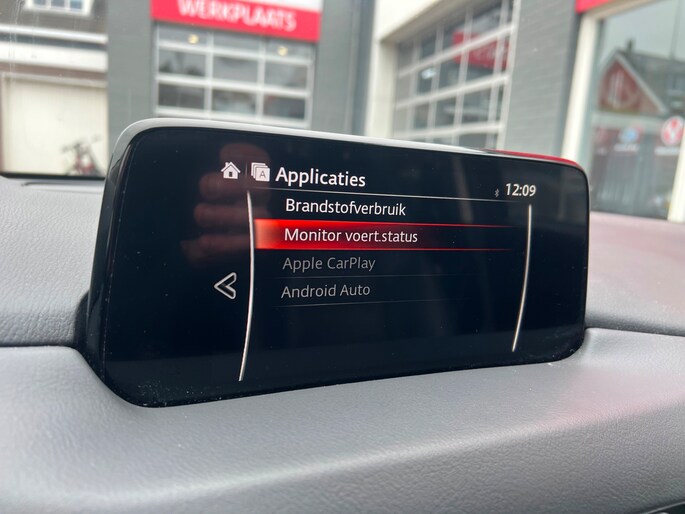 WERKPLAATS
A Applicaties
12:09
Brandstofverbruik
Monitor voert.status
Apple CarPlay
Android Auto